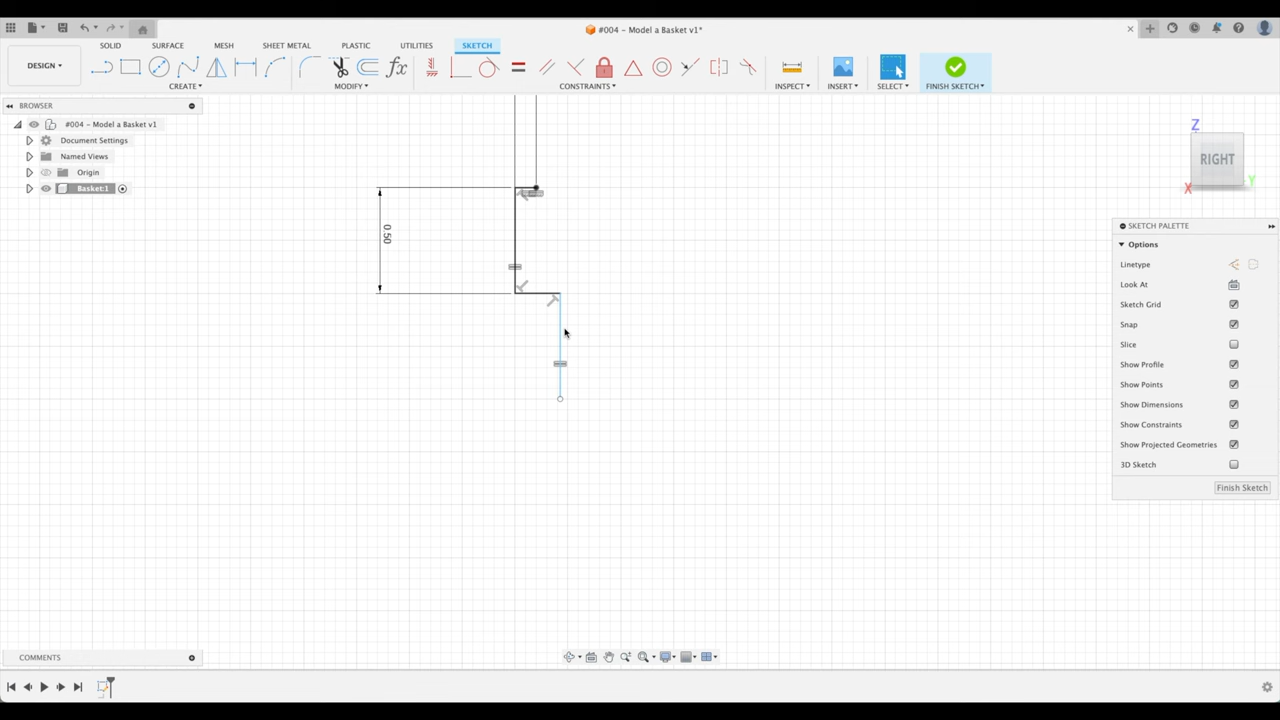 #004 – Model a Basket v1*
DESIGN
SOLID SURFACE MESH SHEET METAL PLASTIC UTILITIES SKETCH
CREATE MODIFY CONSTRAINTS INSPECT INSERT SELECT FINISH SKETCH
BROWSER
#004 – Model a Basket v1
Document Settings
Named Views
Origin
Basket:1
0.50
Z
RIGHT
X
Y
SKETCH PALETTE
Options
Linetype
Look At
Sketch Grid
Snap
Slice
Show Profile
Show Points
Show Dimensions
Show Constraints
Show Projected Geometries
3D Sketch
Finish Sketch
COMMENTS